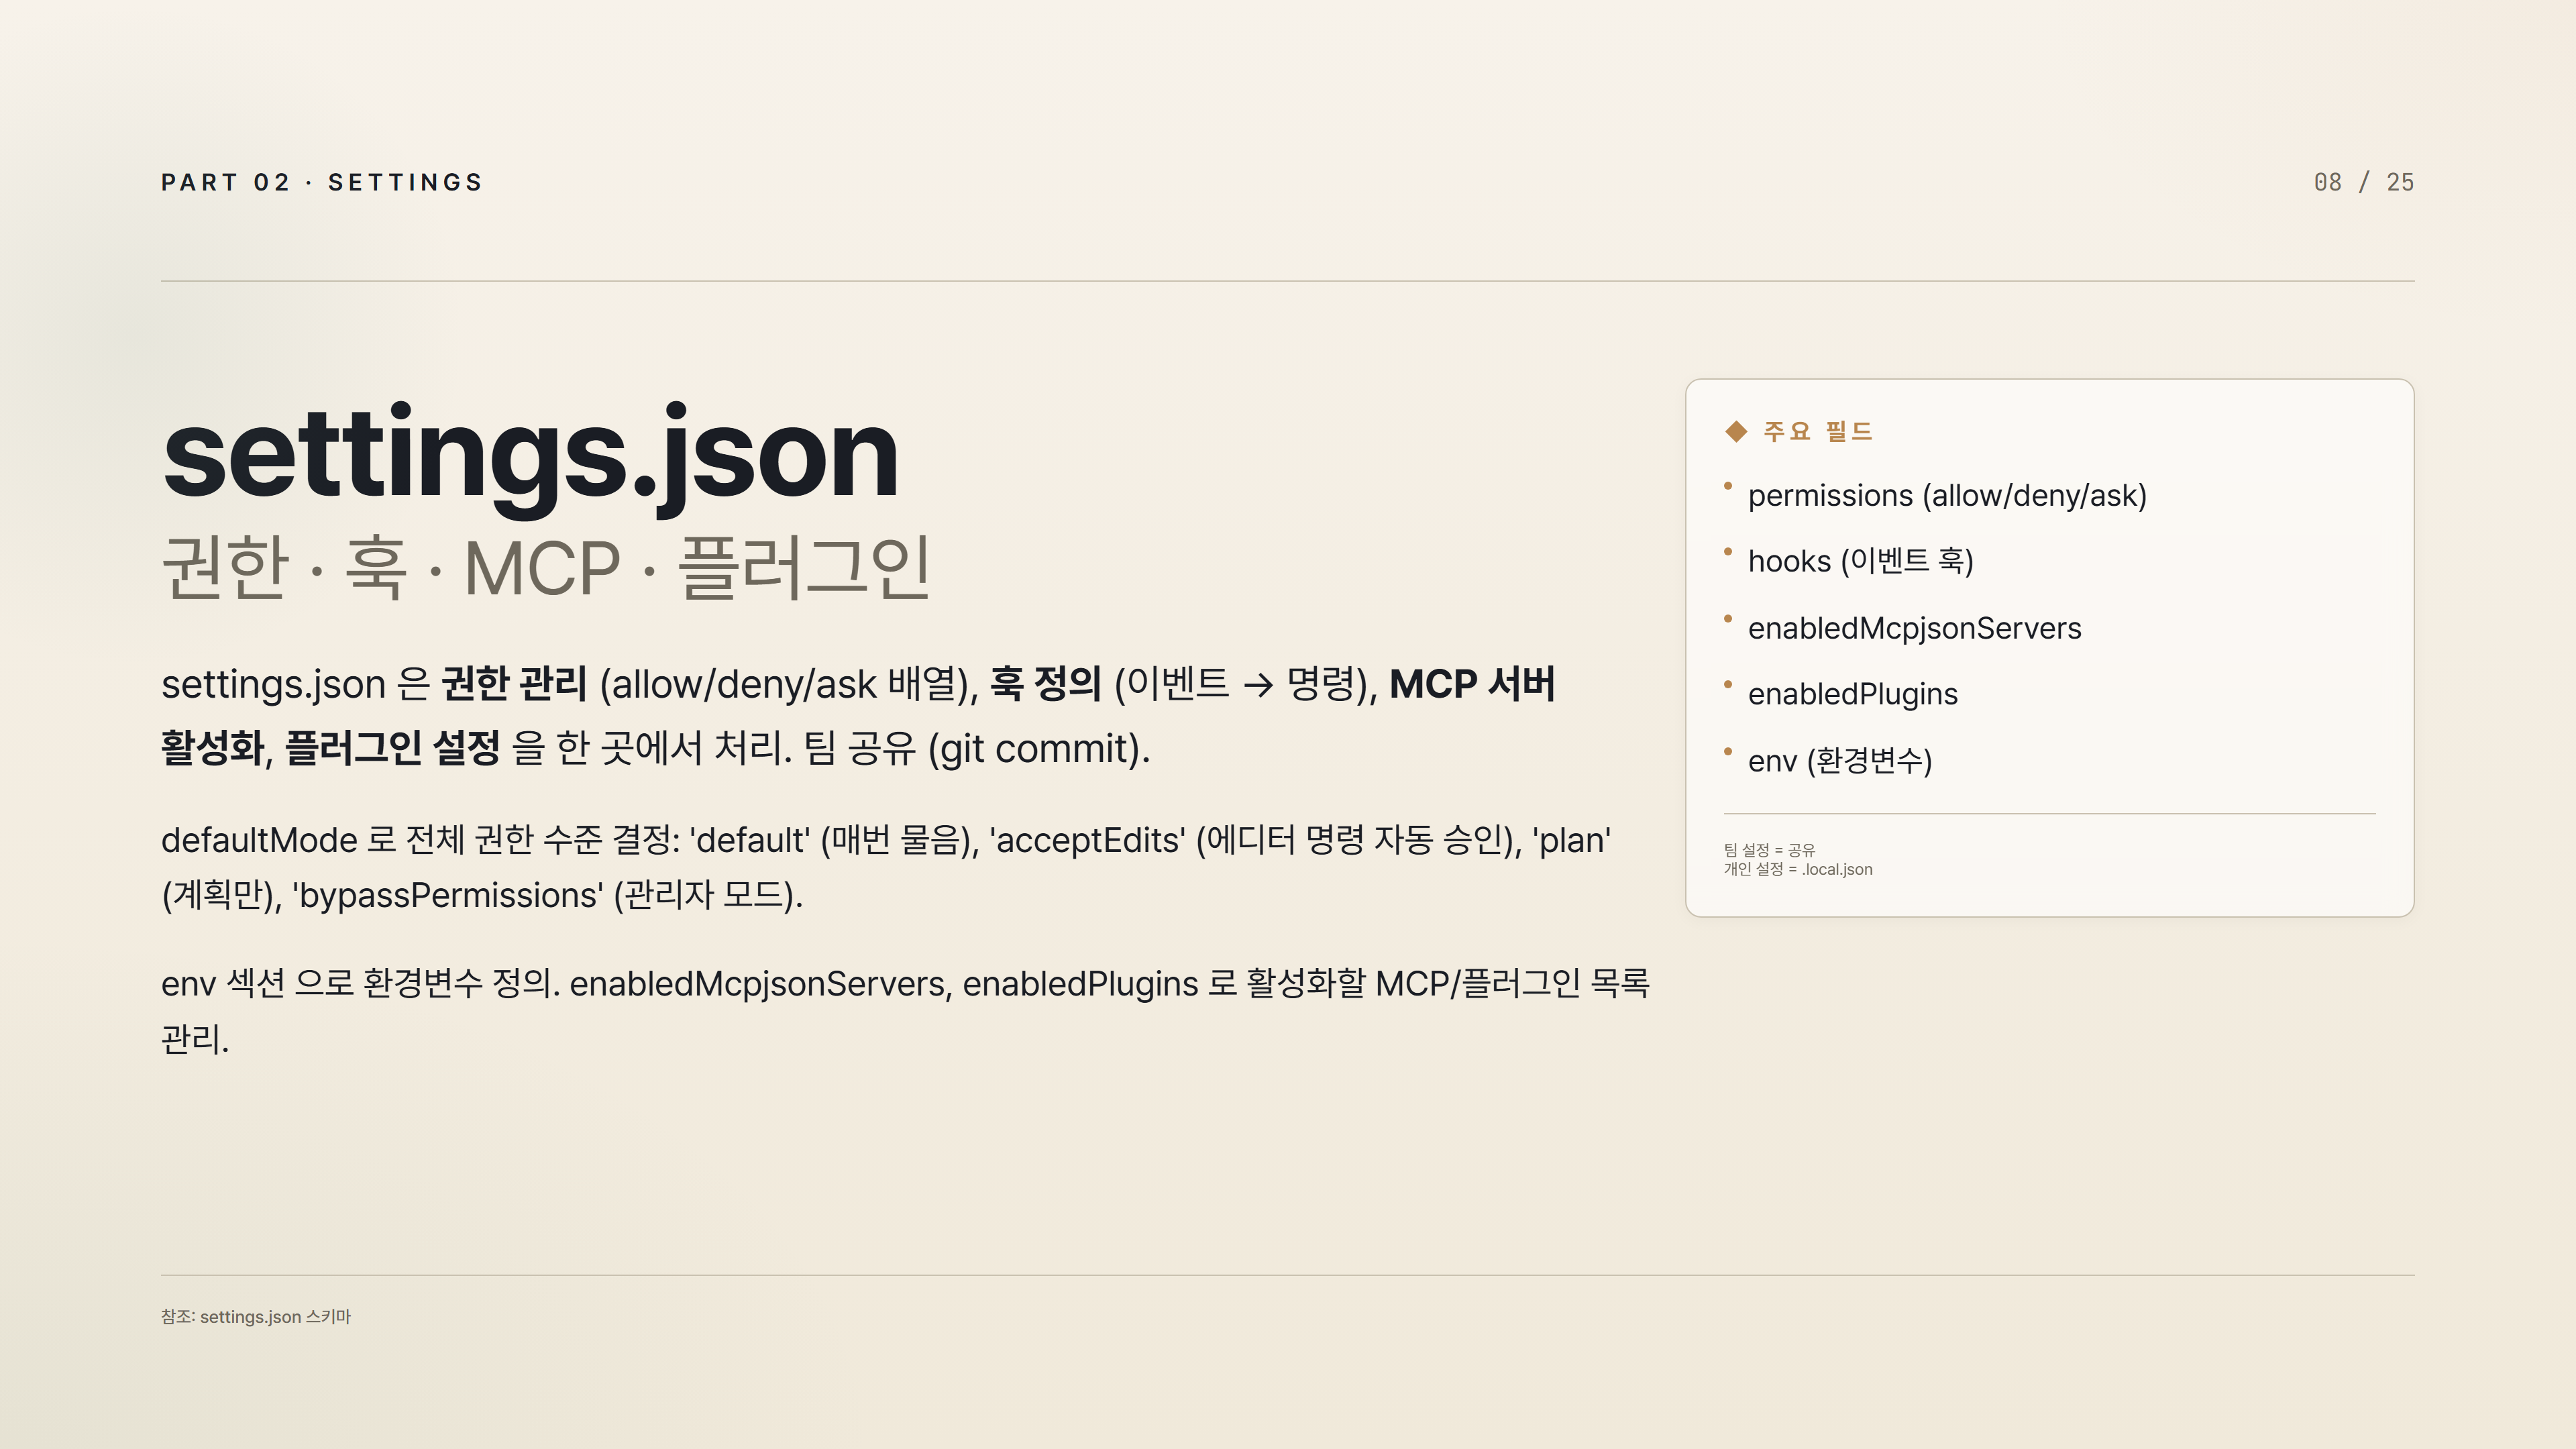 PART 02 · SETTINGS
08 / 25
settings.json
권한 · 훅 · MCP · 플러그인
settings.json 은 권한 관리 (allow/deny/ask 배열), 훅 정의 (이벤트 → 명령), MCP 서버
활성화, 플러그인 설정 을 한 곳에서 처리. 팀 공유 (git commit).
defaultMode 로 전체 권한 수준 결정: 'default' (매번 물음), 'acceptEdits' (에디터 명령 자동 승인), 'plan'
(계획만), 'bypassPermissions' (관리자 모드).
env 섹션 으로 환경변수 정의. enabledMcpjsonServers, enabledPlugins 로 활성화할 MCP/플러그인 목록
관리.
◆ 주요 필드
• permissions (allow/deny/ask)
• hooks (이벤트 훅)
• enabledMcpjsonServers
• enabledPlugins
• env (환경변수)
팀 설정 = 공유
개인 설정 = .local.json
참조: settings.json 스키마